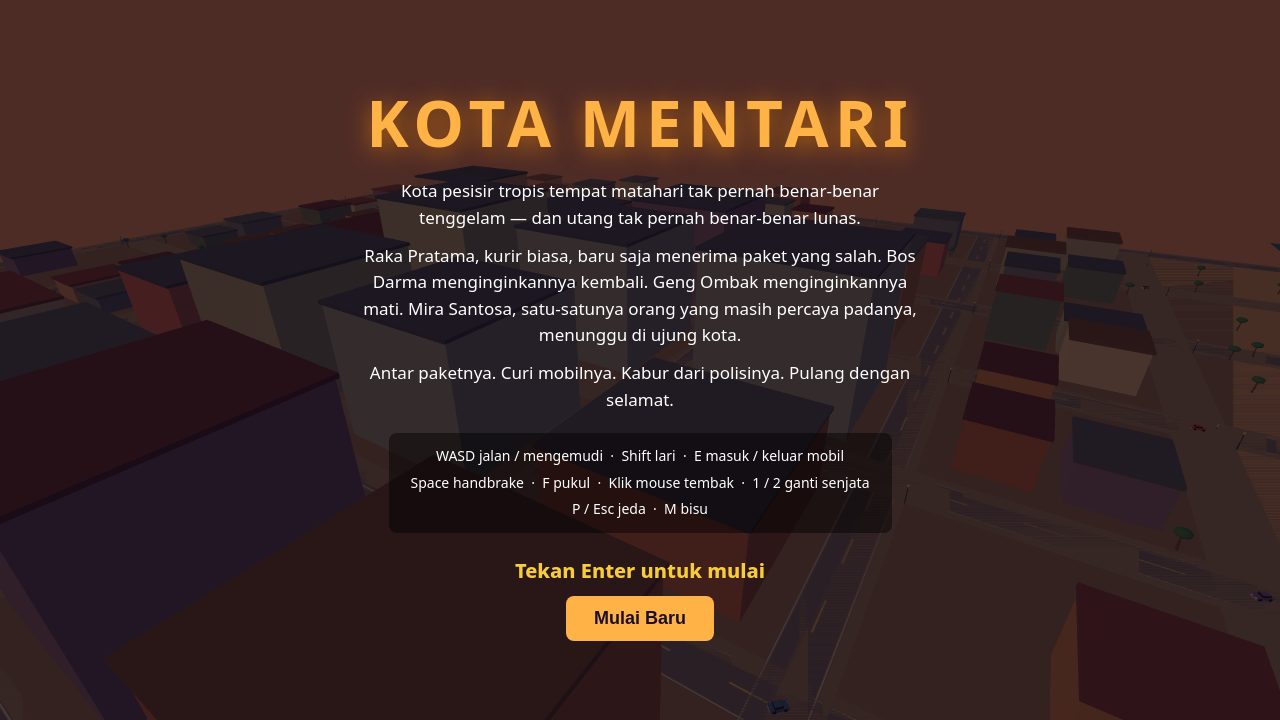 KOTA MENTARI
Kota pesisir tropis tempat matahari tak pernah benar-benar
tenggelam — dan utang tak pernah benar-benar lunas.
Raka Pratama, kurir biasa, baru saja menerima paket yang salah. Bos
Darma menginginkannya kembali. Geng Ombak menginginkannya
mati. Mira Santosa, satu-satunya orang yang masih percaya padanya,
menunggu di ujung kota.
Antar paketnya. Curi mobilnya. Kabur dari polisinya. Pulang dengan
selamat.
WASD jalan / mengemudi · Shift lari · E masuk / keluar mobil
Space handbrake · F pukul · Klik mouse tembak · 1 / 2 ganti senjata
P / Esc jeda · M bisu
Tekan Enter untuk mulai
Mulai Baru